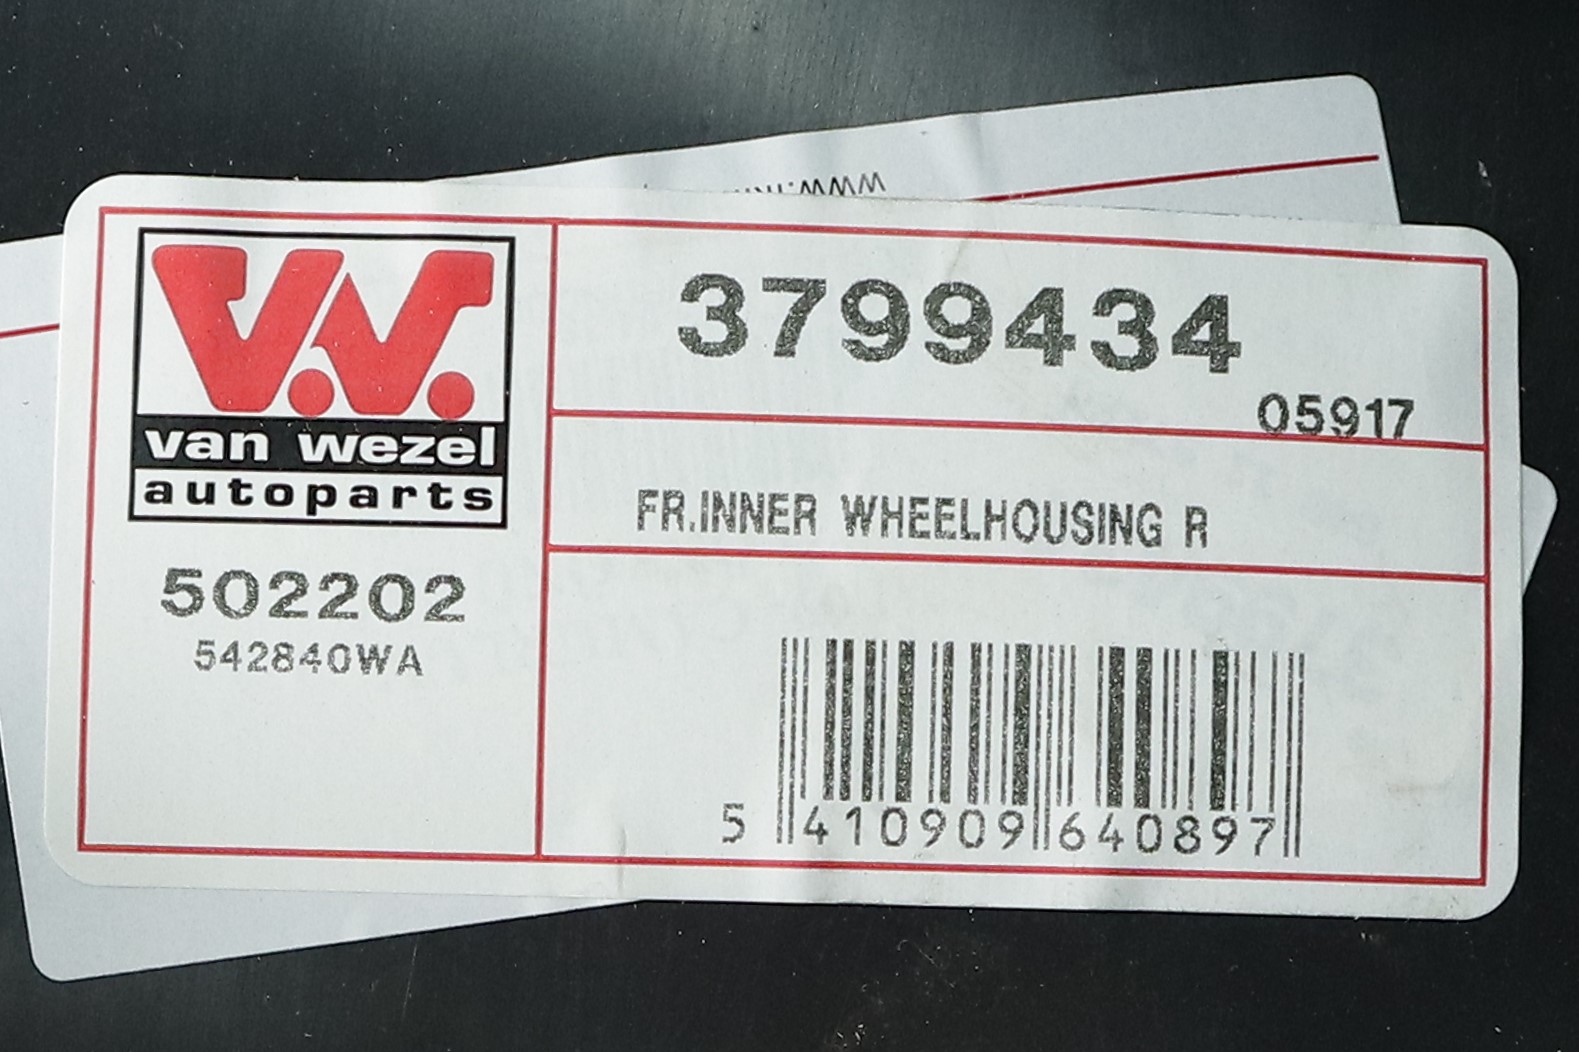 V.W.
van wezel
autoparts
502202
542840WA
3799434
05917
FR.INNER WHEELHOUSING R
5 410909 640897